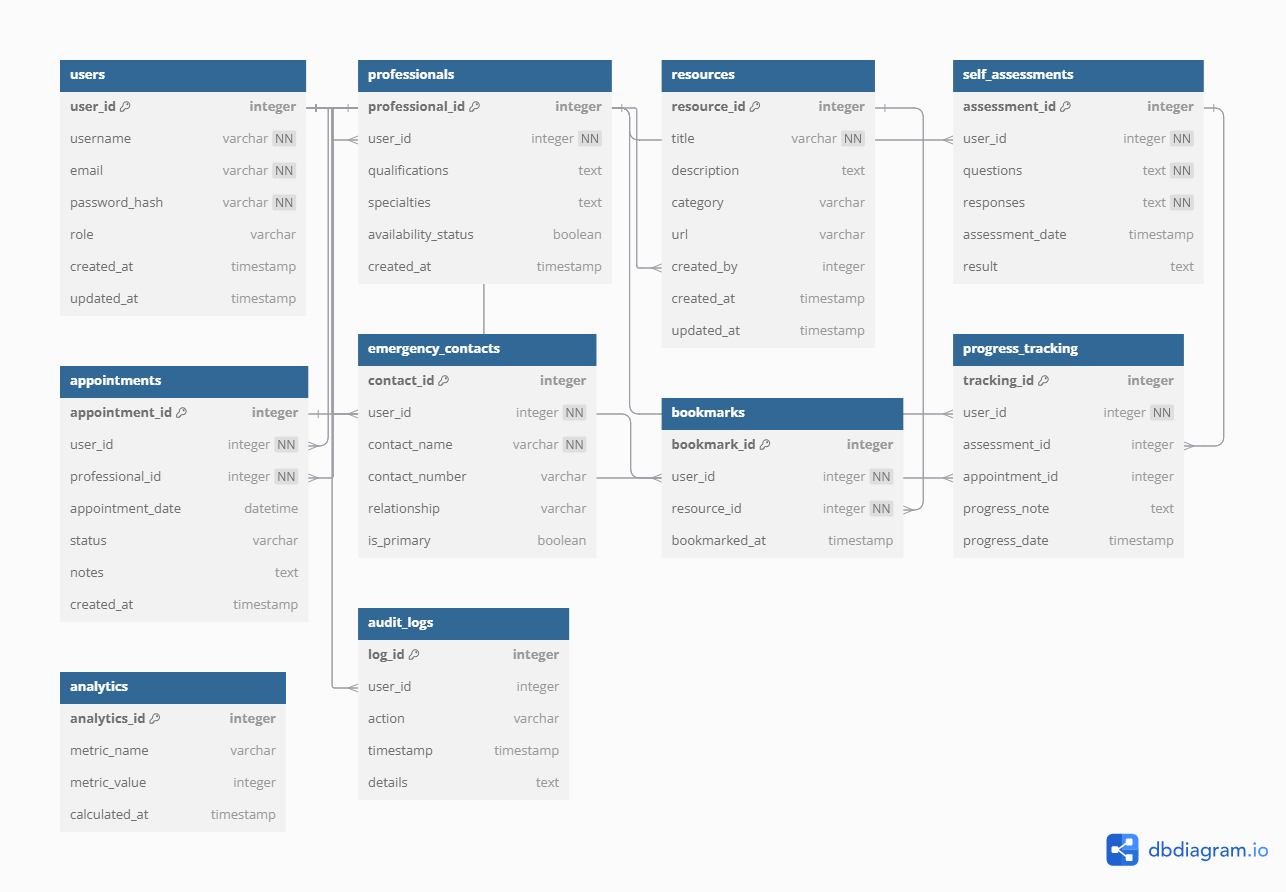 users
user_id integer
username varchar NN
email varchar NN
password_hash varchar NN
role varchar
created_at timestamp
updated_at timestamp
professionals
professional_id integer
user_id integer NN
qualifications text
specialties text
availability_status boolean
created_at timestamp
resources
resource_id integer
title varchar NN
description text
category varchar
url varchar
created_by integer
created_at timestamp
updated_at timestamp
self_assessments
assessment_id integer
user_id integer NN
questions text NN
responses text NN
assessment_date timestamp
result text
appointments
appointment_id integer
user_id integer NN
professional_id integer NN
appointment_date datetime
status varchar
notes text
created_at timestamp
emergency_contacts
contact_id integer
user_id integer NN
contact_name varchar NN
contact_number varchar
relationship varchar
is_primary boolean
bookmarks
bookmark_id integer
user_id integer NN
resource_id integer NN
bookmarked_at timestamp
progress_tracking
tracking_id integer
user_id integer NN
assessment_id integer
appointment_id integer
progress_note text
progress_date timestamp
analytics
analytics_id integer
metric_name varchar
metric_value integer
calculated_at timestamp
audit_logs
log_id integer
user_id integer
action varchar
timestamp timestamp
details text
dbdiagram.io